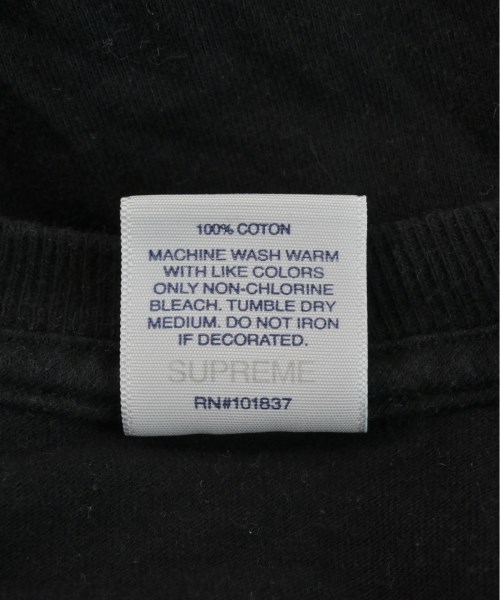 100% COTON
MACHINE WASH WARM
WITH LIKE COLORS
ONLY NON-CHLORINE
BLEACH. TUMBLE DRY
MEDIUM. DO NOT IRON
IF DECORATED.
SUPREME
RN#101837